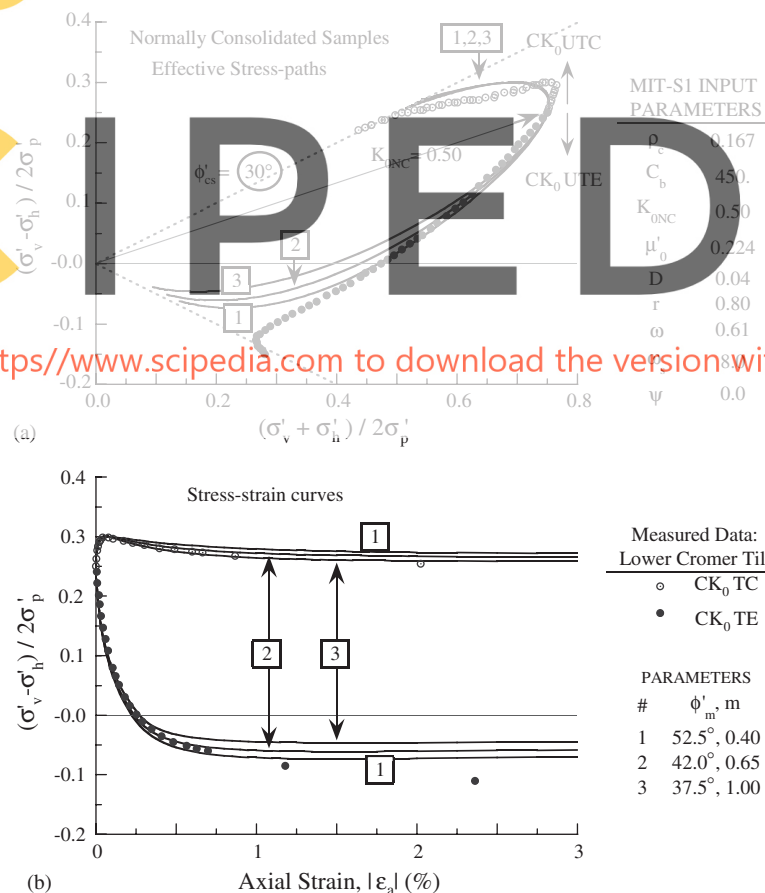 0.4
0.3
0.2
0.1
-0.0
-0.1
-0.2
(σ'v-σ'h) / 2σ'p
Normally Consolidated Samples
Effective Stress-paths
1,2,3
CK0UTC
K0NC= 0.50
ϕ'cs= 30°
CK0UTE
2
3
1
0.0 0.2 0.4 0.6 0.8
(a) (σ'v + σ'h) / 2σ'p
MIT-S1 INPUT
PARAMETERS
ρc 0.167
Cb 450.
K0NC 0.50
μ'0 0.224
D 0.04
r 0.80
ω 0.61
8.0
ψ 0.0
IPED
tps//www.scipedia.com to download the version wit
0.4
0.3
0.2
0.1
-0.0
-0.1
-0.2
(σ'v-σ'h) / 2σ'p
Stress-strain curves
1
2 3
1
0 1 2 3
(b) Axial Strain, |εa| (%)
Measured Data:
Lower Cromer Til
CK0 TC
CK0 TE
PARAMETERS
# ϕ'm, m
1 52.5°, 0.40
2 42.0°, 0.65
3 37.5°, 1.00